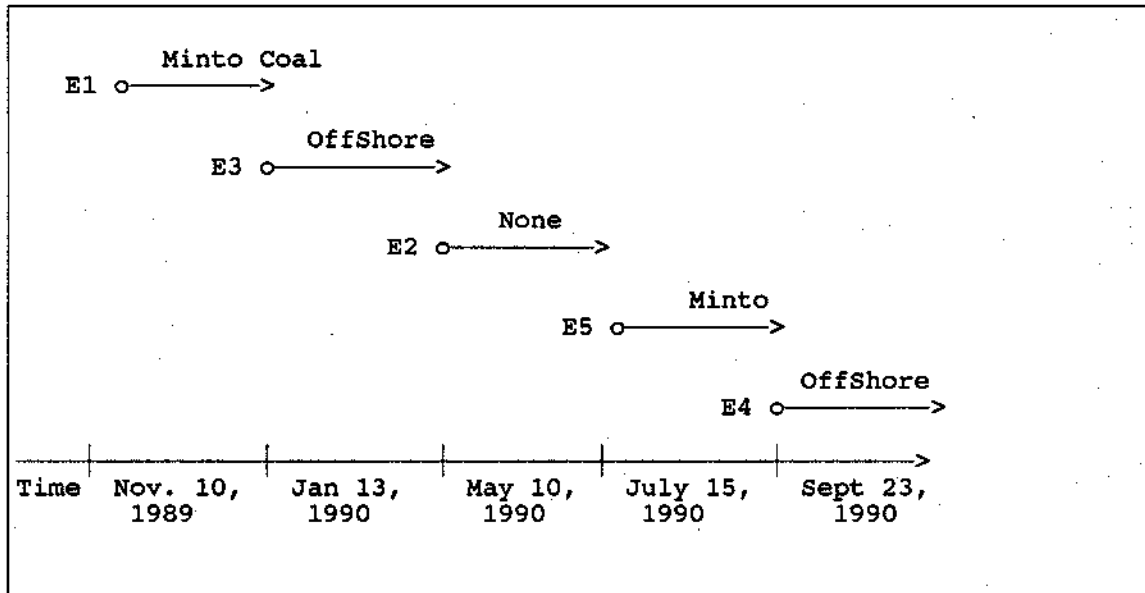 Minto Coal
E1
OffShore
E3
None
E2
Minto
E5
OffShore
E4
Time Nov. 10, Jan 13, May 10, July 15, Sept 23,
1989 1990 1990 1990 1990